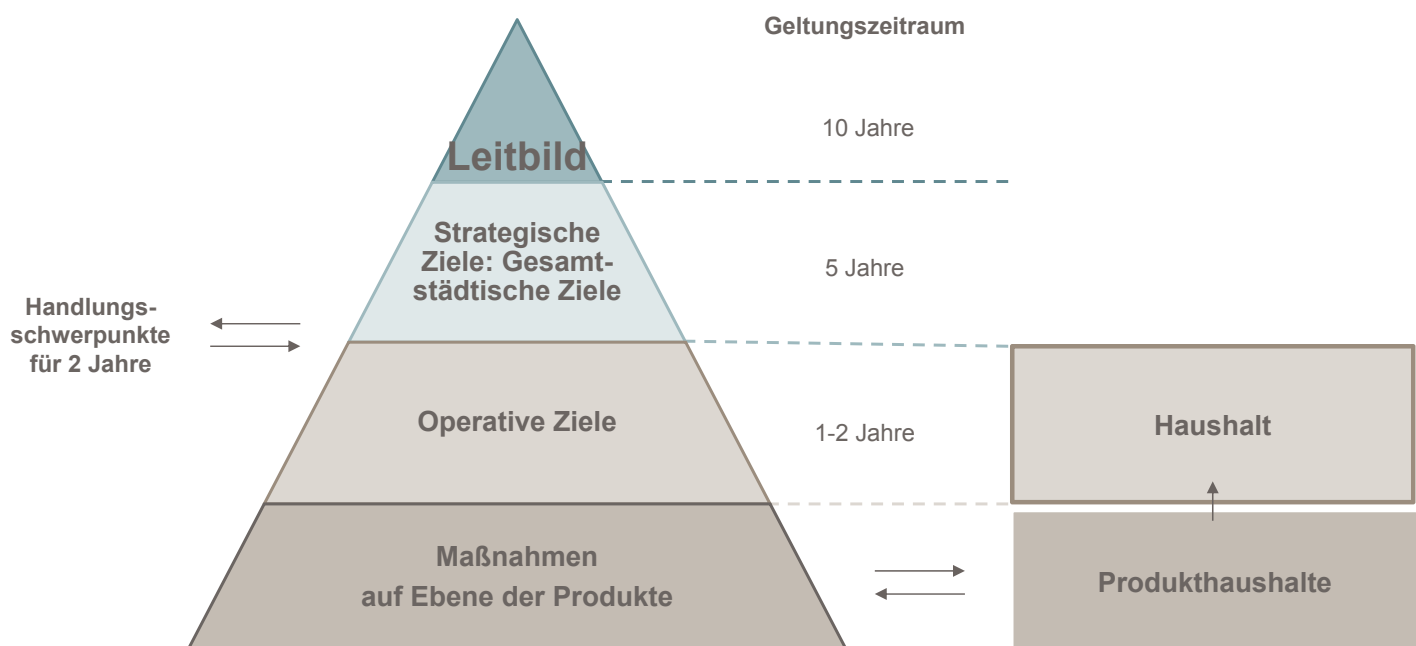 Geltungszeitraum
10 Jahre
Leitbild
Strategische
Ziele: Gesamt-
städtische Ziele
5 Jahre
Handlungs-
schwerpunkte
für 2 Jahre
Operative Ziele
1-2 Jahre
Haushalt
Maßnahmen
auf Ebene der Produkte
Produkthaushalte